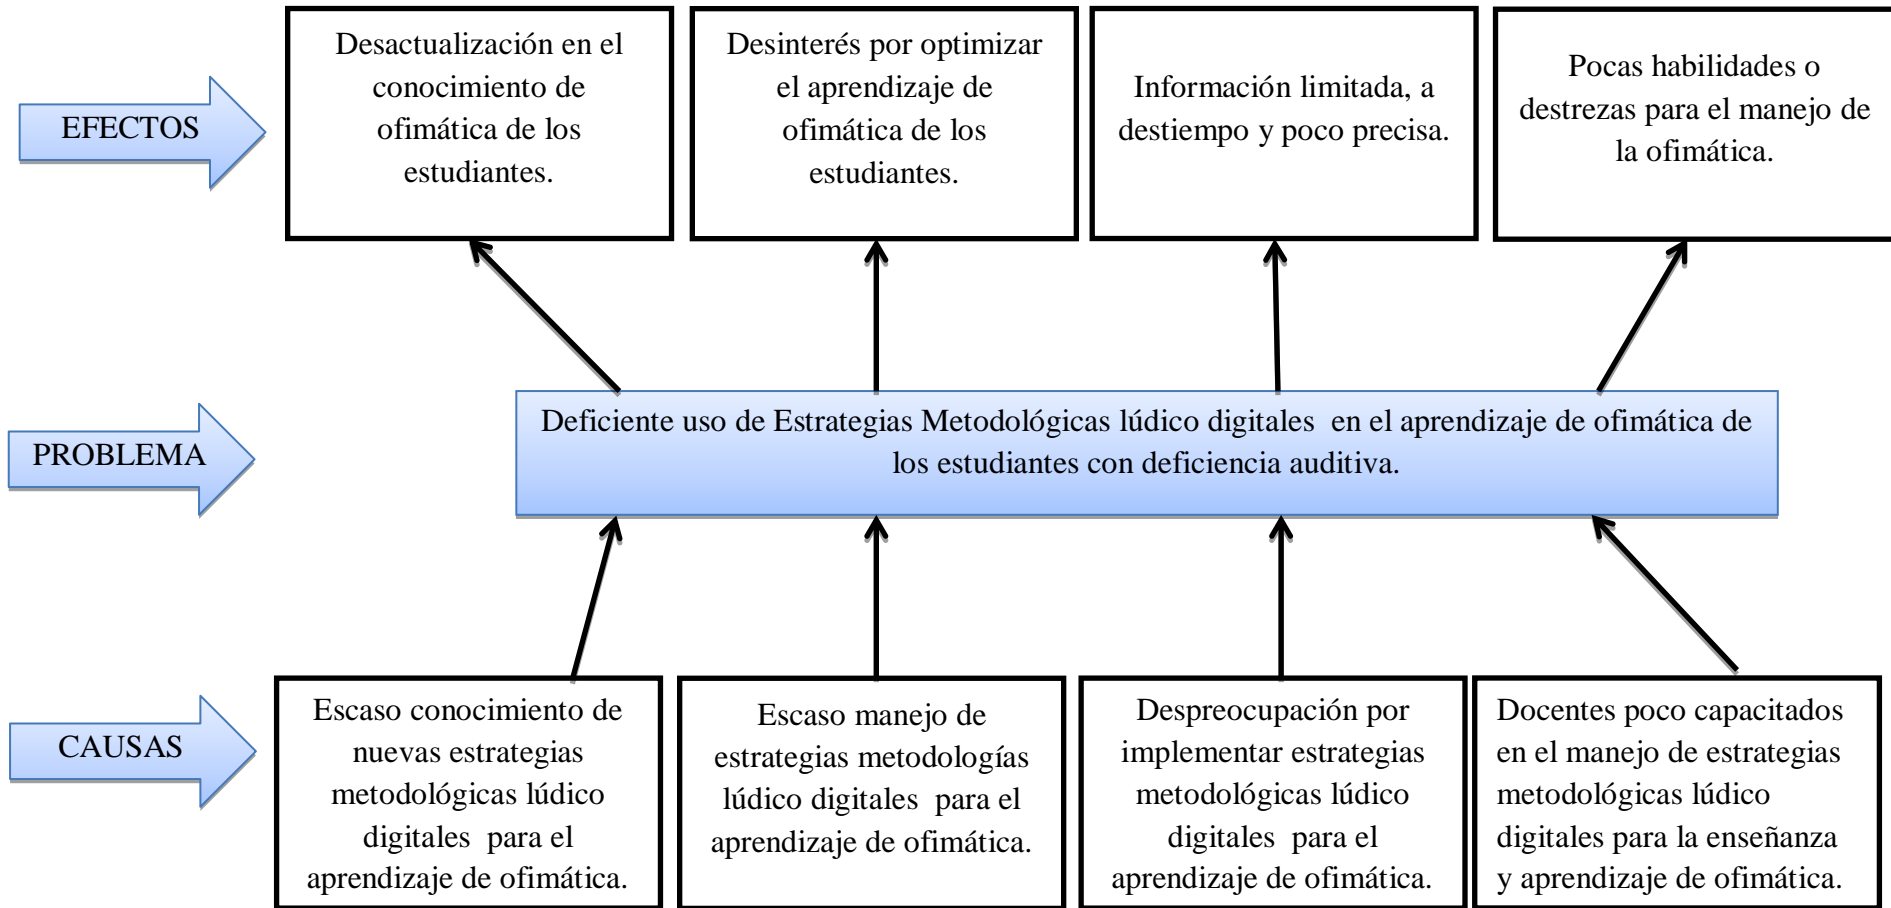 EFECTOS
Desactualización en el
conocimiento de
ofimática de los
estudiantes.
Desinterés por optimizar
el aprendizaje de
ofimática de los
estudiantes.
Información limitada, a
destiempo y poco precisa.
Pocas habilidades o
destrezas para el manejo de
la ofimática.
PROBLEMA
Deficiente uso de Estrategias Metodológicas lúdico digitales en el aprendizaje de ofimática de
los estudiantes con deficiencia auditiva.
CAUSAS
Escaso conocimiento de
nuevas estrategias
metodológicas lúdico
digitales para el
aprendizaje de ofimática.
Escaso manejo de
estrategias metodologías
lúdico digitales para el
aprendizaje de ofimática.
Despreocupación por
implementar estrategias
metodológicas lúdico
digitales para el
aprendizaje de ofimática.
Docentes poco capacitados
en el manejo de estrategias
metodológicas lúdico
digitales para la enseñanza
y aprendizaje de ofimática.